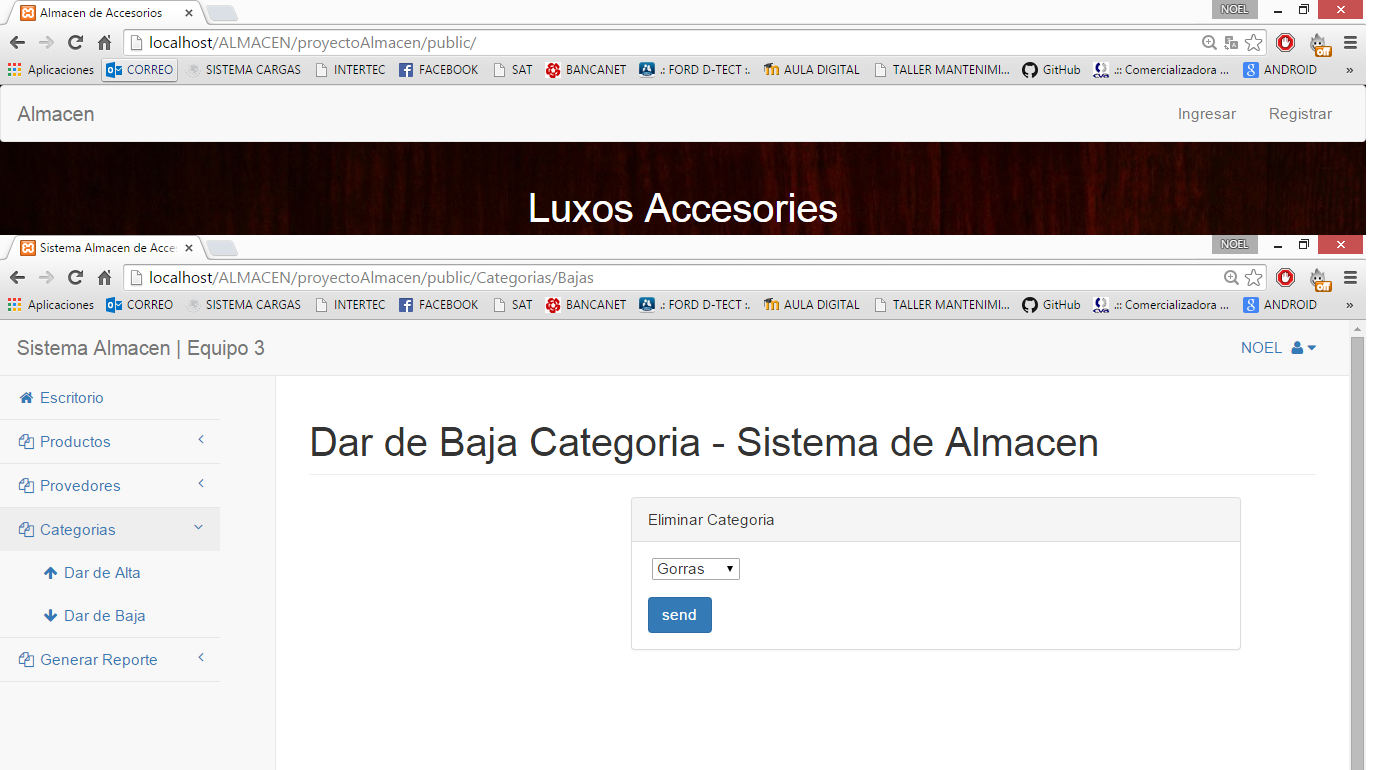 Almacen de Accesorios
NOEL
localhost/ALMACEN/proyectoAlmacen/public/
off
Aplicaciones CORREO SISTEMA CARGAS INTERTEC FACEBOOK SAT BANCANET .: FORD D-TECT :. AULA DIGITAL TALLER MANTENIMI... GitHub .:: Comercializadora ... ANDROID »
Almacen Ingresar Registrar
Luxos Accesories
Sistema Almacen de Acce
NOEL
localhost/ALMACEN/proyectoAlmacen/public/Categorias/Bajas
off
Aplicaciones CORREO SISTEMA CARGAS INTERTEC FACEBOOK SAT BANCANET .: FORD D-TECT :. AULA DIGITAL TALLER MANTENIMI... GitHub .:: Comercializadora ... ANDROID »
Sistema Almacen | Equipo 3 NOEL
Escritorio
Productos
Provedores
Categorias
Dar de Alta
Dar de Baja
Generar Reporte
Dar de Baja Categoria - Sistema de Almacen
Eliminar Categoria
Gorras
send